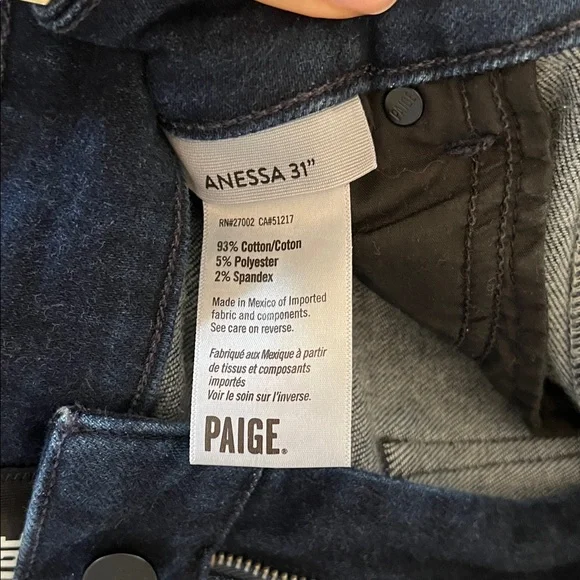 ANESSA 31"
RN#27002 CA#51217
93% Cotton/Coton
5% Polyester
2% Spandex
Made in Mexico of Imported
fabric and components.
See care on reverse.
Fabriqué aux Mexique à partir
de tissus et composants
importés
Voir le soin sur l'inverse.
PAIGE®
PAIGE